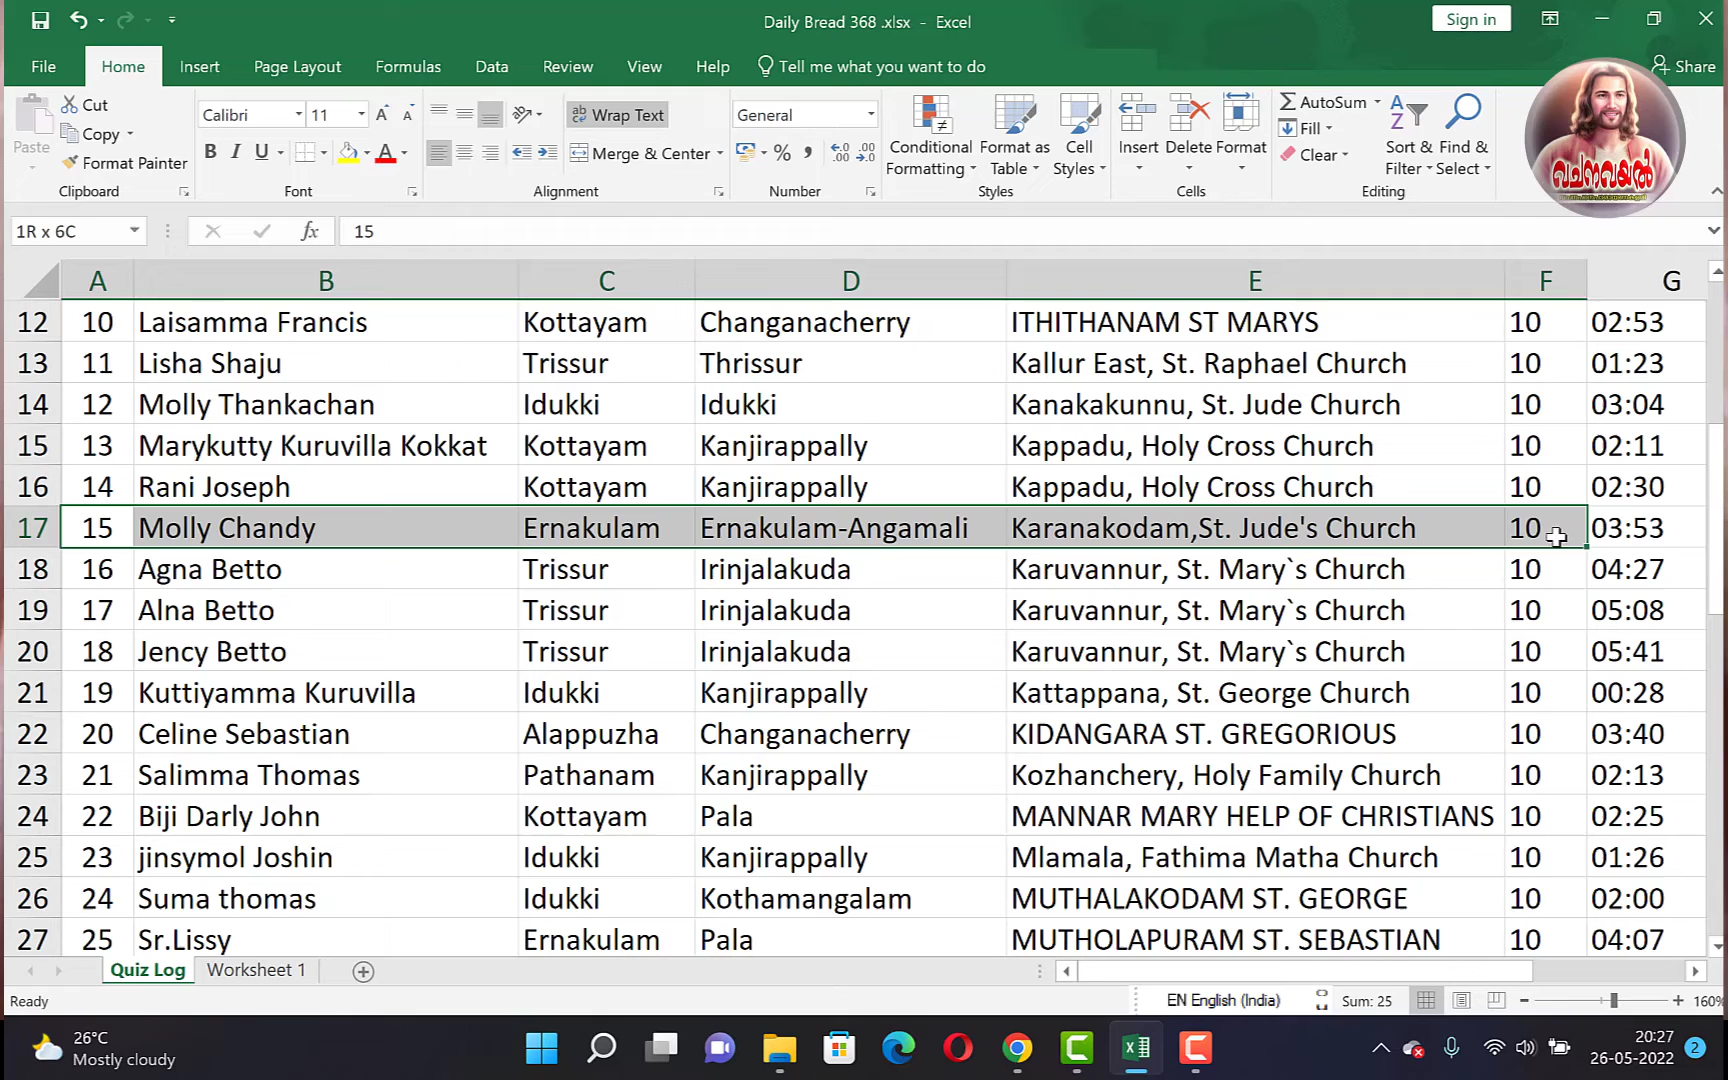 Daily Bread 368 .xlsx - Excel
Sign in
File Home Insert Page Layout Formulas Data Review View Help Tell me what you want to do Share
Paste
Cut
Copy
Format Painter
Clipboard
Calibri 11
B I U
Font
Wrap Text
Merge & Center
Alignment
General
Number
Conditional Formatting
Format as Table
Cell Styles
Styles
Insert Delete Format
Cells
AutoSum
Fill
Clear
Sort & Filter
Find & Select
Editing
വചനവയൽ
1R x 6C fx 15
A B C D E F G
12 10 Laisamma Francis Kottayam Changanacherry ITHITHANAM ST MARYS 10 02:53
13 11 Lisha Shaju Trissur Thrissur Kallur East, St. Raphael Church 10 01:23
14 12 Molly Thankachan Idukki Idukki Kanakakunnu, St. Jude Church 10 03:04
15 13 Marykutty Kuruvilla Kokkat Kottayam Kanjirappally Kappadu, Holy Cross Church 10 02:11
16 14 Rani Joseph Kottayam Kanjirappally Kappadu, Holy Cross Church 10 02:30
17 15 Molly Chandy Ernakulam Ernakulam-Angamali Karanakodam,St. Jude's Church 10 03:53
18 16 Agna Betto Trissur Irinjalakuda Karuvannur, St. Mary`s Church 10 04:27
19 17 Alna Betto Trissur Irinjalakuda Karuvannur, St. Mary`s Church 10 05:08
20 18 Jency Betto Trissur Irinjalakuda Karuvannur, St. Mary`s Church 10 05:41
21 19 Kuttiyamma Kuruvilla Idukki Kanjirappally Kattappana, St. George Church 10 00:28
22 20 Celine Sebastian Alappuzha Changanacherry KIDANGARA ST. GREGORIOUS 10 03:40
23 21 Salimma Thomas Pathanam Kanjirappally Kozhanchery, Holy Family Church 10 02:13
24 22 Biji Darly John Kottayam Pala MANNAR MARY HELP OF CHRISTIANS 10 02:25
25 23 jinsymol Joshin Idukki Kanjirappally Mlamala, Fathima Matha Church 10 01:26
26 24 Suma thomas Idukki Kothamangalam MUTHALAKODAM ST. GEORGE 10 02:00
27 25 Sr.Lissy Ernakulam Pala MUTHOLAPURAM ST. SEBASTIAN 10 04:07
Quiz Log Worksheet 1
Ready EN English (India) Sum: 25 160%
26°C
Mostly cloudy
20:27
26-05-2022
2